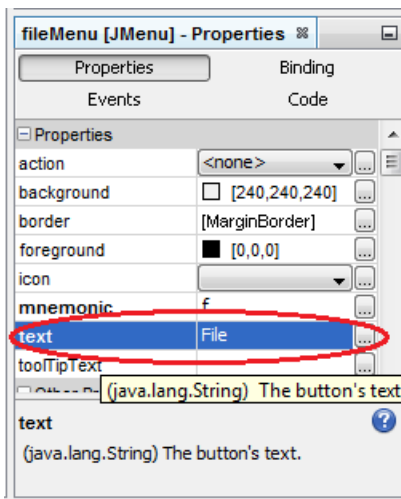 fileMenu [JMenu] - Properties
Properties Binding
Events Code
Properties
action <none> ...
background [240,240,240] ...
border [MarginBorder] ...
foreground [0,0,0] ...
icon ...
mnemonic f ...
text File ...
toolTipText
(java.lang.String) The button's text
text ?
(java.lang.String) The button's text.